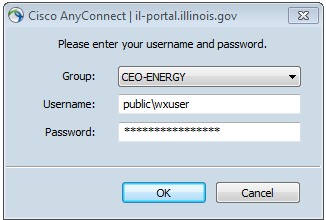 Cisco AnyConnect | il-portal.illinois.gov
Please enter your username and password.
Group: CEO-ENERGY
Username: public\wxuser
Password: ****************
OK Cancel